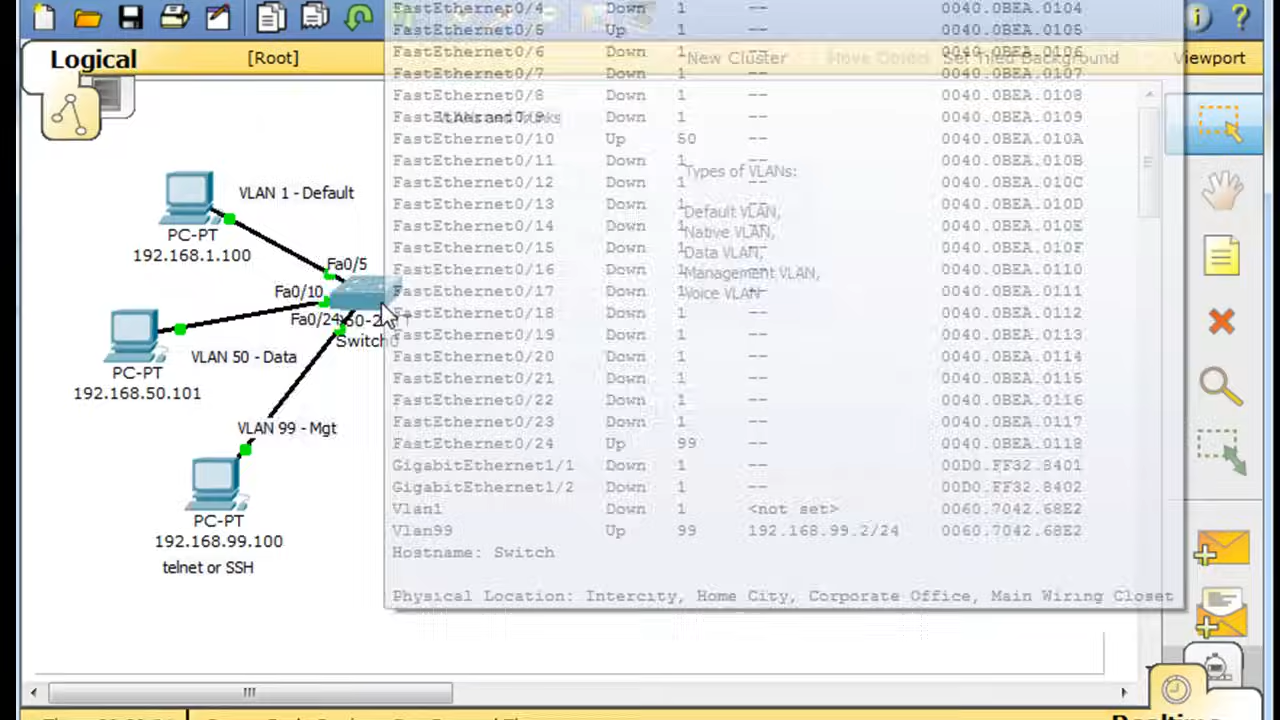 Logical
[Root]
New Cluster
Move Object
Set Tiled Background
Viewport
VLAN 1 - Default
PC-PT
192.168.1.100
Fa0/5
Fa0/10
Fa0/24
Switch0
VLAN 50 - Data
PC-PT
192.168.50.101
VLAN 99 - Mgt
PC-PT
192.168.99.100
telnet or SSH
VLANs and Trunks
Types of VLANs:
Default VLAN,
Native VLAN,
Data VLAN,
Management VLAN,
Voice VLAN
FastEthernet0/4 Down 1 -- 0040.0BEA.0104
FastEthernet0/5 Up 1 -- 0040.0BEA.0105
FastEthernet0/6 Down 1 -- 0040.0BEA.0106
FastEthernet0/7 Down 1 -- 0040.0BEA.0107
FastEthernet0/8 Down 1 -- 0040.0BEA.0108
FastEthernet0/9 Down 1 -- 0040.0BEA.0109
FastEthernet0/10 Up 50 -- 0040.0BEA.010A
FastEthernet0/11 Down 1 -- 0040.0BEA.010B
FastEthernet0/12 Down 1 -- 0040.0BEA.010C
FastEthernet0/13 Down 1 -- 0040.0BEA.010D
FastEthernet0/14 Down 1 -- 0040.0BEA.010E
FastEthernet0/15 Down 1 -- 0040.0BEA.010F
FastEthernet0/16 Down 1 -- 0040.0BEA.0110
FastEthernet0/17 Down 1 -- 0040.0BEA.0111
FastEthernet0/18 Down 1 -- 0040.0BEA.0112
FastEthernet0/19 Down 1 -- 0040.0BEA.0113
FastEthernet0/20 Down 1 -- 0040.0BEA.0114
FastEthernet0/21 Down 1 -- 0040.0BEA.0115
FastEthernet0/22 Down 1 -- 0040.0BEA.0116
FastEthernet0/23 Down 1 -- 0040.0BEA.0117
FastEthernet0/24 Up 99 -- 0040.0BEA.0118
GigabitEthernet1/1 Down 1 -- 00D0.FF32.8401
GigabitEthernet1/2 Down 1 -- 00D0.FF32.8402
Vlan1 Down 1 <not set> 0060.7042.68E2
Vlan99 Up 99 192.168.99.2/24 0060.7042.68E2
Hostname: Switch
Physical Location: Intercity, Home City, Corporate Office, Main Wiring Closet
Realtime